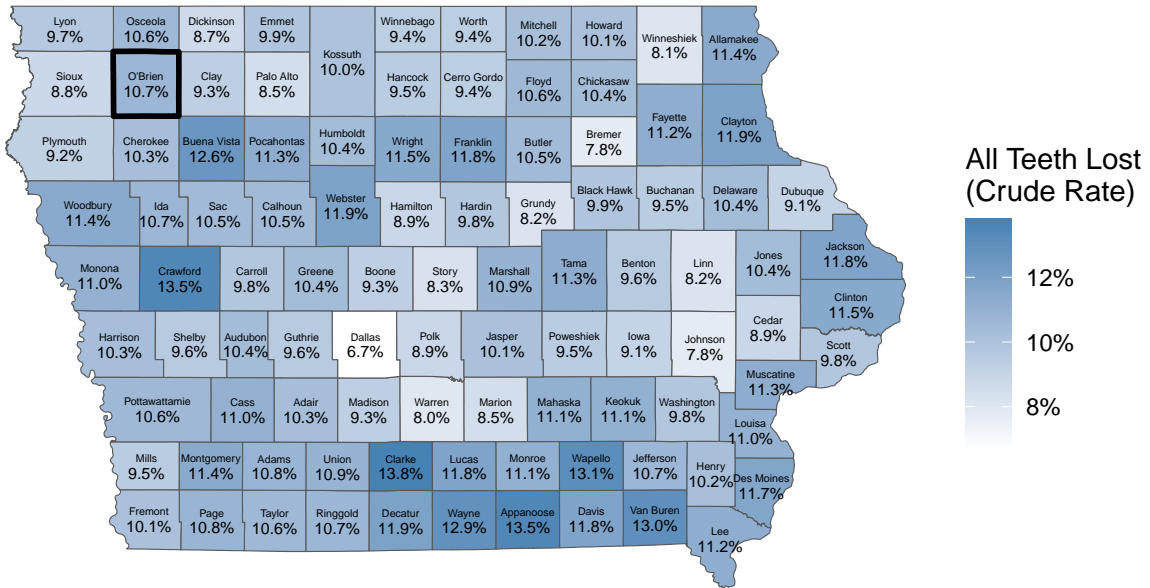 Lyon
9.7%
Osceola
10.6%
Dickinson
8.7%
Emmet
9.9%
Kossuth
10.0%
Winnebago
9.4%
Worth
9.4%
Mitchell
10.2%
Howard
10.1%
Winneshiek
8.1%
Allamakee
11.4%
Sioux
8.8%
O'Brien
10.7%
Clay
9.3%
Palo Alto
8.5%
Hancock
9.5%
Cerro Gordo
9.4%
Floyd
10.6%
Chickasaw
10.4%
Fayette
11.2%
Clayton
11.9%
Plymouth
9.2%
Cherokee
10.3%
Buena Vista
12.6%
Pocahontas
11.3%
Humboldt
10.4%
Wright
11.5%
Franklin
11.8%
Butler
10.5%
Bremer
7.8%
Woodbury
11.4%
Ida
10.7%
Sac
10.5%
Calhoun
10.5%
Webster
11.9%
Hamilton
8.9%
Hardin
9.8%
Grundy
8.2%
Black Hawk
9.9%
Buchanan
9.5%
Delaware
10.4%
Dubuque
9.1%
Monona
11.0%
Crawford
13.5%
Carroll
9.8%
Greene
10.4%
Boone
9.3%
Story
8.3%
Marshall
10.9%
Tama
11.3%
Benton
9.6%
Linn
8.2%
Jones
10.4%
Jackson
11.8%
Clinton
11.5%
Harrison
10.3%
Shelby
9.6%
Audubon
10.4%
Guthrie
9.6%
Dallas
6.7%
Polk
8.9%
Jasper
10.1%
Poweshiek
9.5%
Iowa
9.1%
Johnson
7.8%
Cedar
8.9%
Scott
9.8%
Muscatine
11.3%
Pottawattamie
10.6%
Cass
11.0%
Adair
10.3%
Madison
9.3%
Warren
8.0%
Marion
8.5%
Mahaska
11.1%
Keokuk
11.1%
Washington
9.8%
Louisa
11.0%
Mills
9.5%
Montgomery
11.4%
Adams
10.8%
Union
10.9%
Clarke
13.8%
Lucas
11.8%
Monroe
11.1%
Wapello
13.1%
Jefferson
10.7%
Henry
10.2%
Des Moines
11.7%
Fremont
10.1%
Page
10.8%
Taylor
10.6%
Ringgold
10.7%
Decatur
11.9%
Wayne
12.9%
Appanoose
13.5%
Davis
11.8%
Van Buren
13.0%
Lee
11.2%
All Teeth Lost
(Crude Rate)
12%
10%
8%